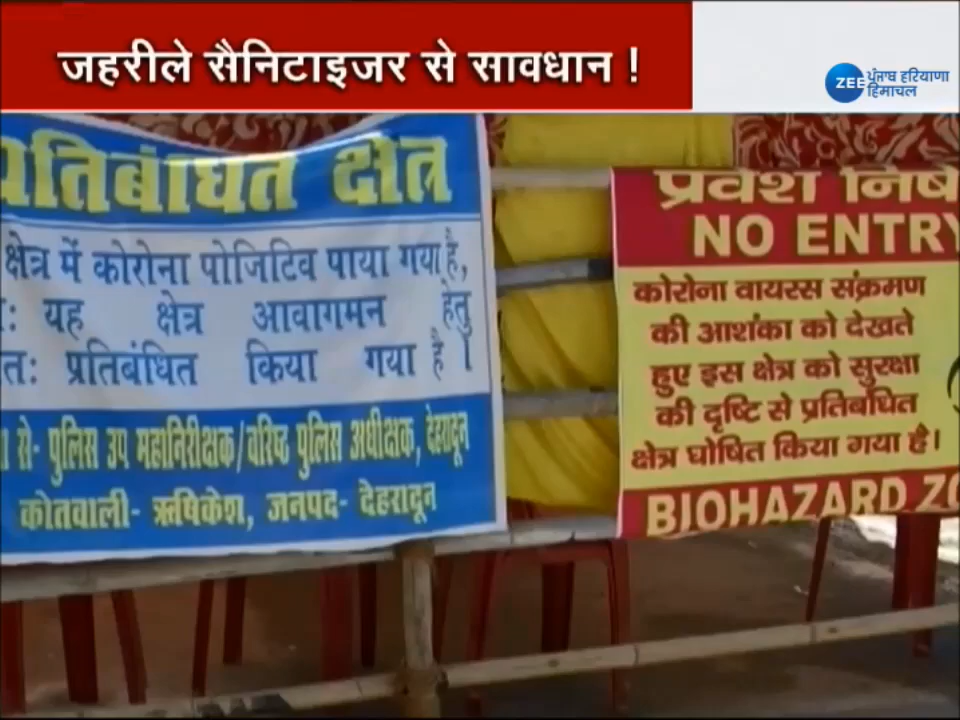 जहरीले सैनिटाइजर से सावधान !
ZEE
ਪੰਜਾਬ हरियाणा
हिमाचल
प्रतिबंधित क्षेत्र
क्षेत्र में कोरोना पोजिटिव पाया गया है,
यह क्षेत्र आवागमन हेतु
प्रतिबंधित किया गया है।
से- पुलिस उप महानिरीक्षक/वरिष्ट पुलिस अधीक्षक, देहरादून
कोतवाली- ऋषिकेश, जनपद- देहरादून
प्रवेश
NO ENTRY
कोरोना वायरस संक्रमण
की आशंका को देखते
हुए इस क्षेत्र को सुरक्षा
की दृष्टि से प्रतिबंधित
क्षेत्र घोषित किया गया है।
BIOHAZARD